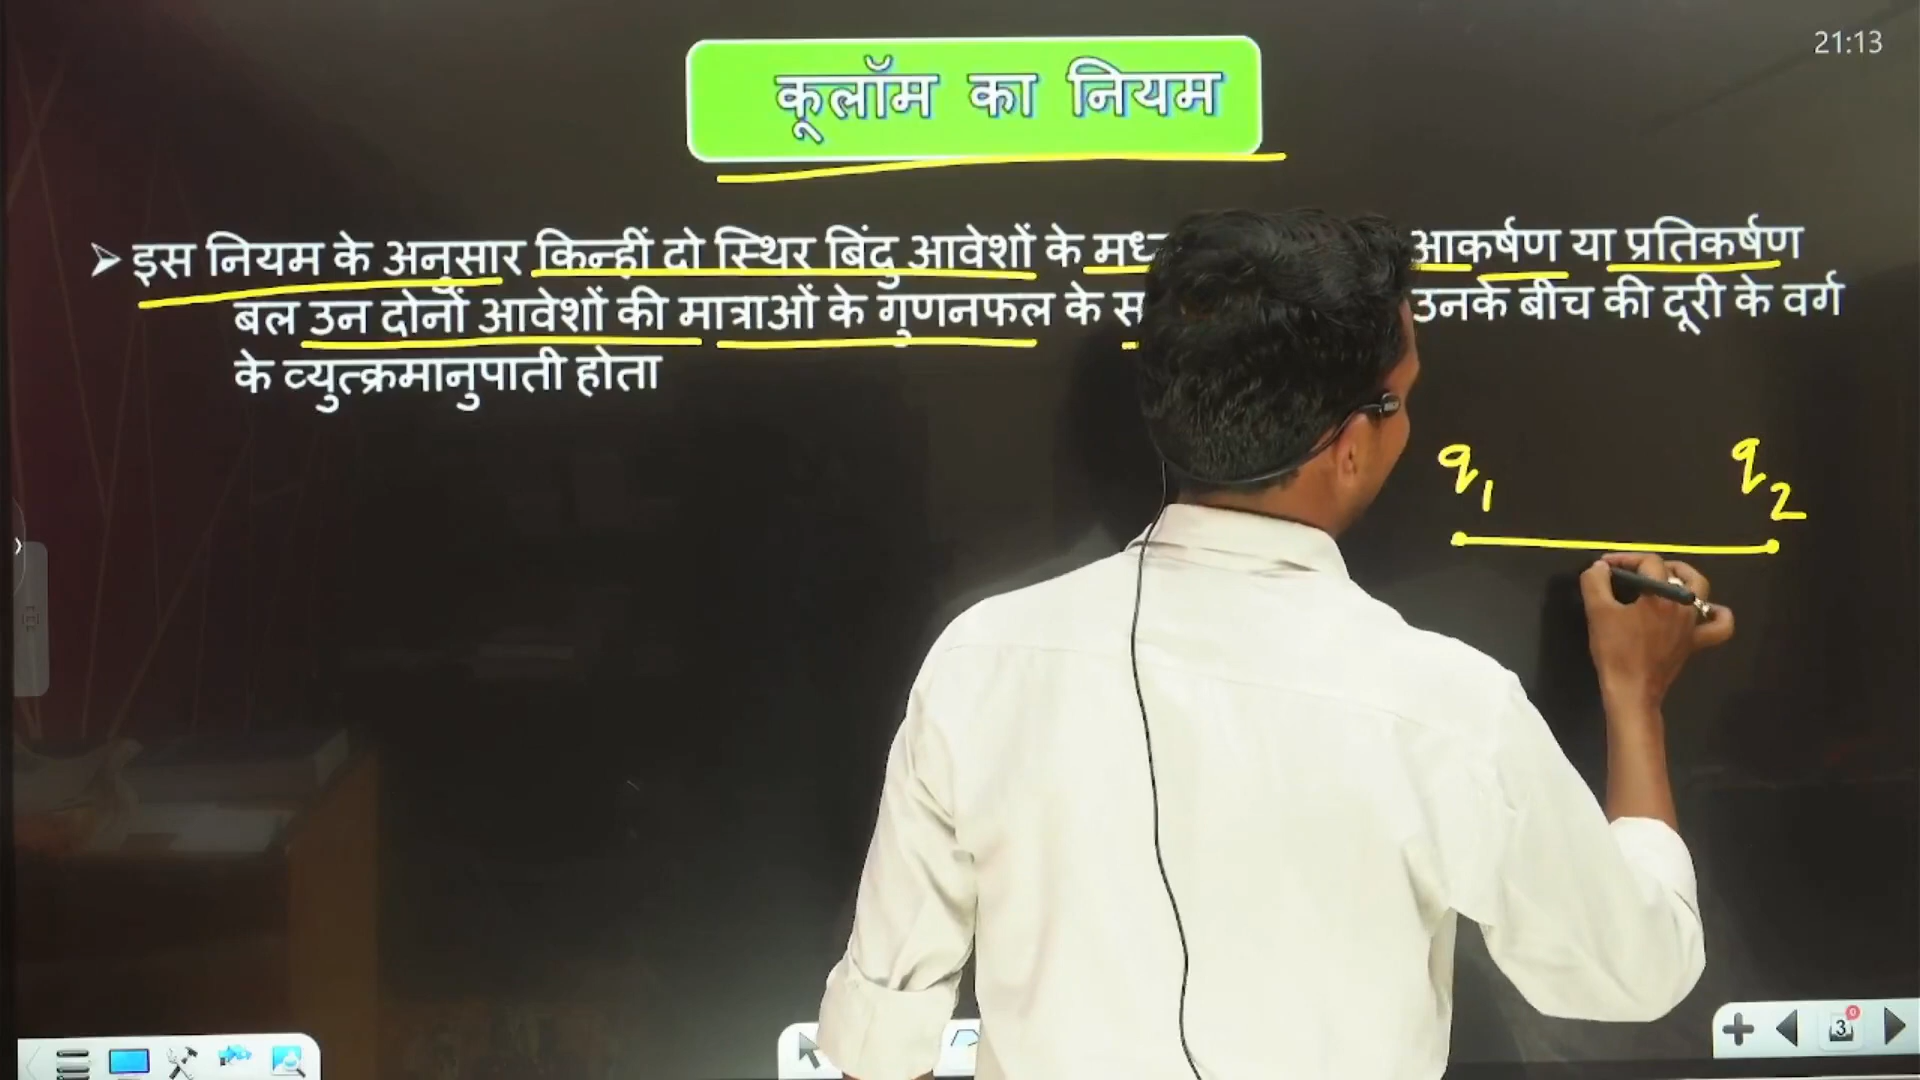 21:13
कूलॉम का नियम
इस नियम के अनुसार किन्हीं दो स्थिर बिंदु आवेशों के आकर्षण या प्रतिकर्षण
बल उन दोनों आवेशों की मात्राओं के गुणनफल के उनके बीच की दूरी के वर्ग
के व्युत्क्रमानुपाती होता
q1 q2
3
0